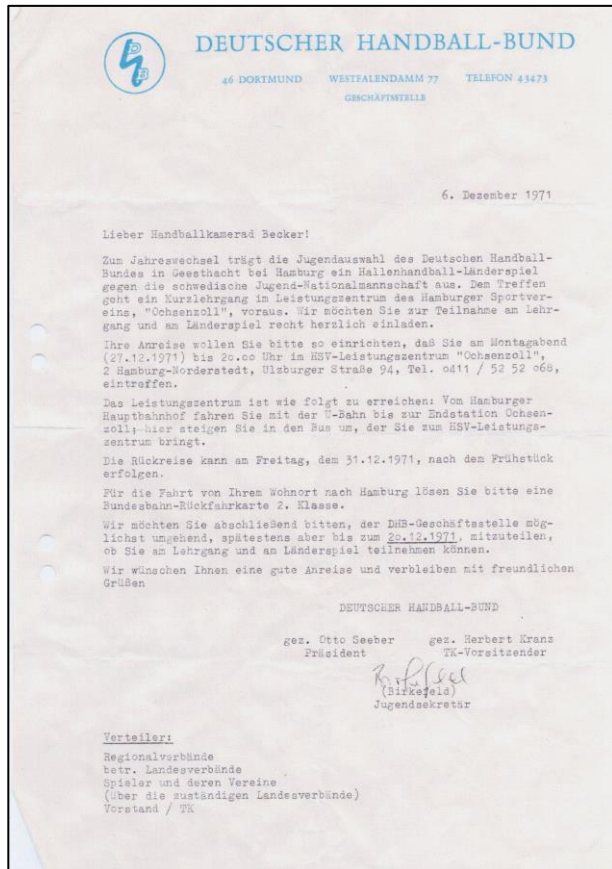 DHB
DEUTSCHER HANDBALL-BUND
46 DORTMUND WESTFALENDAMM 77 TELEFON 43473
GESCHÄFTSTELLE
6. Dezember 1971
Lieber Handballkamerad Becker!
Zum Jahreswechsel trägt die Jugendauswahl des Deutschen Handball-
Bundes in Geesthacht bei Hamburg ein Hallenhandball-Länderspiel
gegen die schwedische Jugend-Nationalmannschaft aus. Dem Treffen
geht ein Kurzlehrgang im Leistungszentrum des Hamburger Sportver-
eins, "Ochsenzoll", voraus. Wir möchten Sie zur Teilnahme am Lehr-
gang und am Länderspiel recht herzlich einladen.
Ihre Anreise wollen Sie bitte so einrichten, daß Sie am Montagabend
(27.12.1971) bis 2o.oo Uhr im HSV-Leistungszentrum "Ochsenzoll",
2 Hamburg-Norderstedt, Ulzburger Straße 94, Tel. o411 / 52 52 o68,
eintreffen.
Das Leistungszentrum ist wie folgt zu erreichen: Vom Hamburger
Hauptbahnhof fahren Sie mit der U-Bahn bis zur Endstation Ochsen-
zoll; hier steigen Sie in den Bus um, der Sie zum HSV-Leistungs-
zentrum bringt.
Die Rückreise kann am Freitag, dem 31.12.1971, nach dem Frühstück
erfolgen.
Für die Fahrt von Ihrem Wohnort nach Hamburg lösen Sie bitte eine
Bundesbahn-Rückfahrkarte 2. Klasse.
Wir möchten Sie abschließend bitten, der DHB-Geschäftsstelle mög-
lichst umgehend, spätestens aber bis zum 2o.12.1971, mitzuteilen,
ob Sie am Lehrgang und am Länderspiel teilnehmen können.
Wir wünschen Ihnen eine gute Anreise und verbleiben mit freundlichen
Grüßen
DEUTSCHER HANDBALL-BUND
gez. Otto Seeber gez. Herbert Kranz
Präsident TK-Vorsitzender
Birkefeld
(Birkefeld)
Jugendsekretär
Verteiler:
Regionalverbände
betr. Landesverbände
Spieler und deren Vereine
(über die zuständigen Landesverbände)
Vorstand / TK